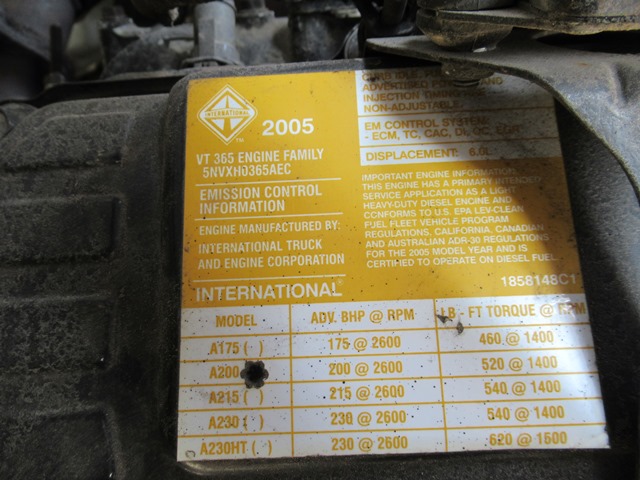 INTERNATIONAL
™
2005
VT 365 ENGINE FAMILY
5NVXH0365AEC
EMISSION CONTROL
INFORMATION
ENGINE MANUFACTURED BY:
INTERNATIONAL TRUCK
AND ENGINE CORPORATION
INTERNATIONAL®
CURB IDLE,
ADVERTISED
INJECTION TIMING
NON-ADJUSTABLE.
EM CONTROL SYSTEM
- ECM, TC, CAC, DI, OC, EGR
DISPLACEMENT: 6.0L
IMPORTANT ENGINE INFORMATION.
THIS ENGINE HAS A PRIMARY INTENDED
SERVICE APPLICATION AS A LIGHT
HEAVY-DUTY DIESEL ENGINE AND
CONFORMS TO U.S. EPA LEV-CLEAN
FUEL FLEET VEHICLE PROGRAM
REGULATIONS, CALIFORNIA, CANADIAN
AND AUSTRALIAN ADR-30 REGULATIONS
FOR THE 2005 MODEL YEAR AND IS
CERTIFIED TO OPERATE ON DIESEL FUEL.
1858148C1
MODEL ADV. BHP @ RPM LB - FT TORQUE @ RPM
A175 ( ) 175 @ 2600 460 @ 1400
A200 200 @ 2600 520 @ 1400
A215 ( ) 215 @ 2600 540 @ 1400
A230 ( ) 230 @ 2600 540 @ 1400
A230HT ( ) 230 @ 2600 620 @ 1500